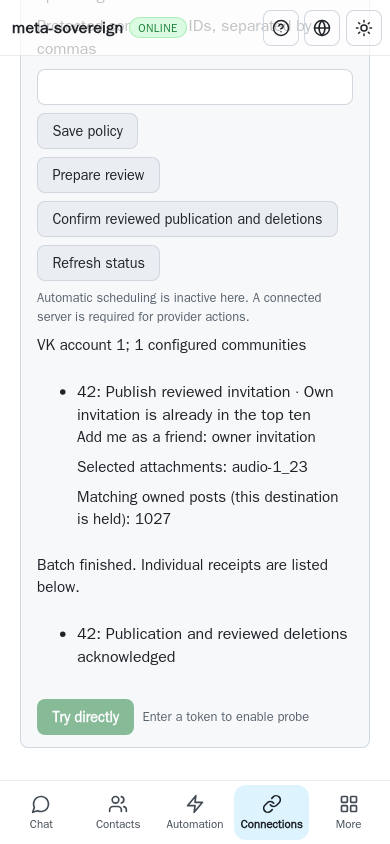 meta-sovereign ONLINE
IDs, separated by
commas
Save policy
Prepare review
Confirm reviewed publication and deletions
Refresh status
Automatic scheduling is inactive here. A connected
server is required for provider actions.
VK account 1; 1 configured communities
42: Publish reviewed invitation · Own
invitation is already in the top ten
Add me as a friend: owner invitation
Selected attachments: audio-1_23
Matching owned posts (this destination
is held): 1027
Batch finished. Individual receipts are listed
below.
42: Publication and reviewed deletions
acknowledged
Try directly Enter a token to enable probe
Chat Contacts Automation Connections More